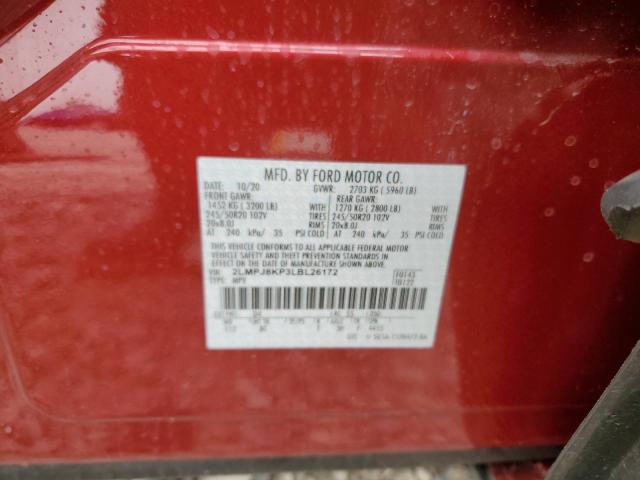 MFD. BY FORD MOTOR CO.
DATE: 10/20 GVWR: 2703 KG ( 5960 LB)
FRONT GAWR: REAR GAWR:
1452 KG ( 3200 LB) WITH 1270 KG ( 2800 LB) WITH
245/50R20 102V TIRES 245/50R20 102V TIRES
20x8.0J RIMS 20x8.0J RIMS
AT 240 kPa/ 35 PSI COLD AT 240 kPa/ 35 PSI COLD
THIS VEHICLE CONFORMS TO ALL APPLICABLE FEDERAL MOTOR
VEHICLE SAFETY AND THEFT PREVENTION STANDARDS IN
EFFECT ON THE DATE OF MANUFACTURE SHOWN ABOVE.
VIN: 2LMPJ8KP3LBL26172
TYPE: MPV